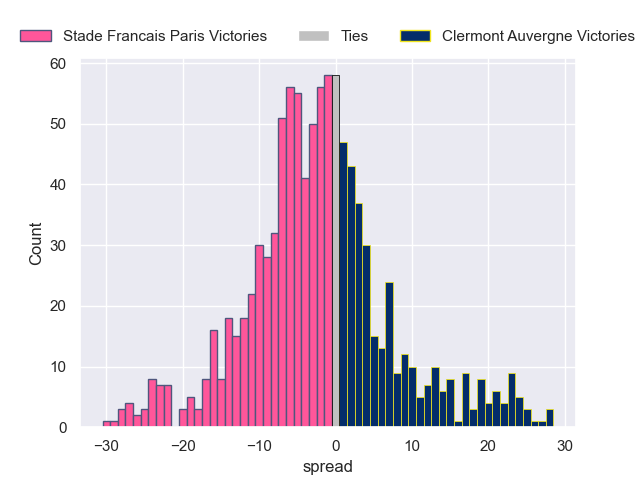 Stade Francais Paris Victories Ties Clermont Auvergne Victories
60
50
40
30
20
10
0
Count
−30 −20 −10 0 10 20 30
spread